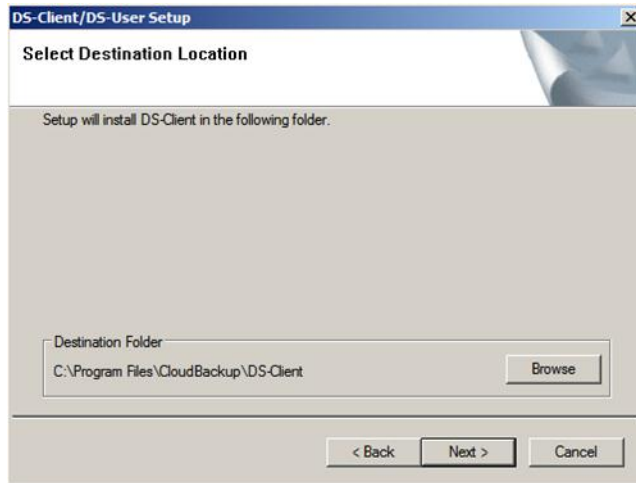 DS-Client/DS-User Setup
Select Destination Location
Setup will install DS-Client in the following folder.
Destination Folder
C:\Program Files\CloudBackup\DS-Client
Browse
< Back
Next >
Cancel